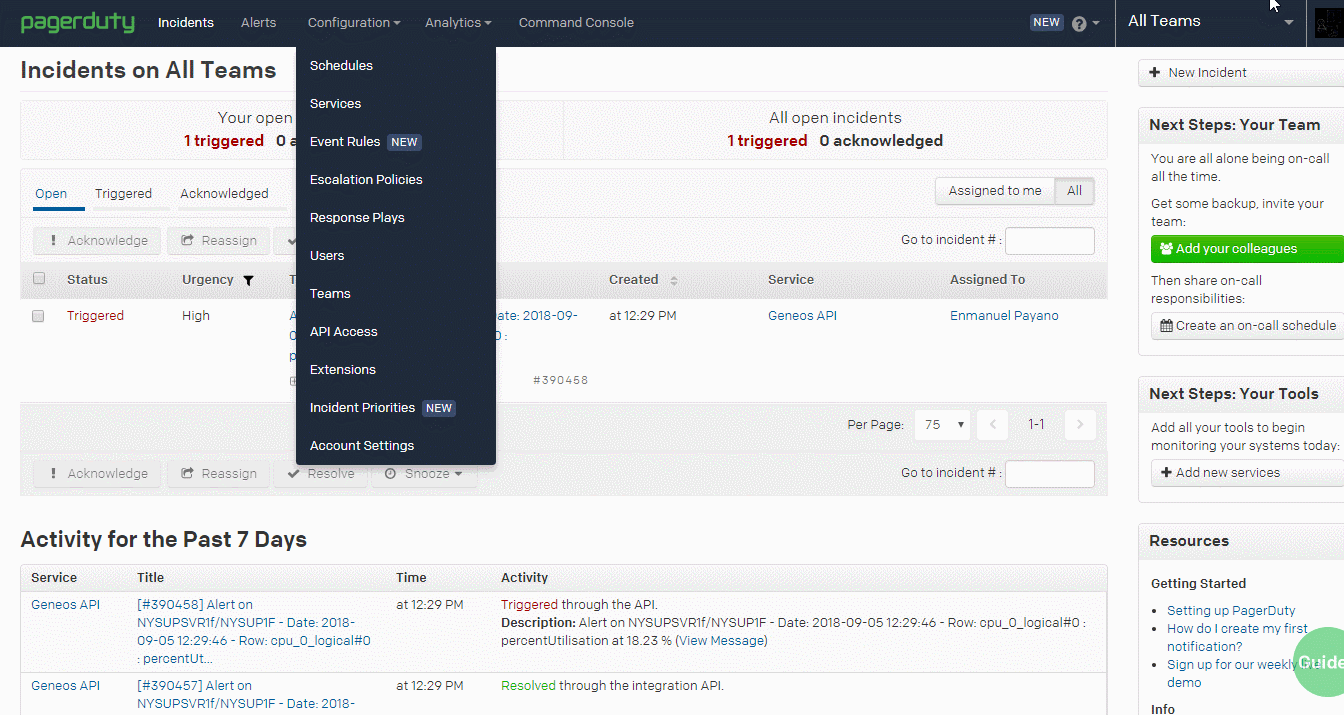 pagerduty Incidents Alerts Configuration Analytics Command Console NEW ? All Teams
Incidents on All Teams
Your open
1 triggered 0 a
All open incidents
1 triggered 0 acknowledged
Open Triggered Acknowledged
Assigned to me All
Acknowledge Reassign
Go to incident # :
Status Urgency T Created Service Assigned To
Triggered High A ate: 2018-09- at 12:29 PM Geneos API Enmanuel Payano
0 0 :
p
#390458
Per Page: 75 1-1
Acknowledge Reassign Resolve Snooze
Go to incident # :
Schedules
Services
Event Rules NEW
Escalation Policies
Response Plays
Users
Teams
API Access
Extensions
Incident Priorities NEW
Account Settings
Activity for the Past 7 Days
Service Title Time Activity
Geneos API [#390458] Alert on at 12:29 PM Triggered through the API.
NYSUPSVR1f/NYSUP1F - Date: 2018- Description: Alert on NYSUPSVR1f/NYSUP1F - Date: 2018-09-05 12:29:46 - Row: cpu_0_logical#0 :
09-05 12:29:46 - Row: cpu_0_logical#0 percentUtilisation at 18.23 % (View Message)
: percentUt...
Geneos API [#390457] Alert on at 12:29 PM Resolved through the integration API.
NYSUPSVR1f/NYSUP1F - Date: 2018-
New Incident
Next Steps: Your Team
You are all alone being on-call
all the time.
Get some backup, invite your
team:
Add your colleagues
Then share on-call
responsibilities:
Create an on-call schedule
Next Steps: Your Tools
Add all your tools to begin
monitoring your systems today:
Add new services
Resources
Getting Started
Setting up PagerDuty
How do I create my first
notification?
Sign up for our weekly
demo
Info
Guide